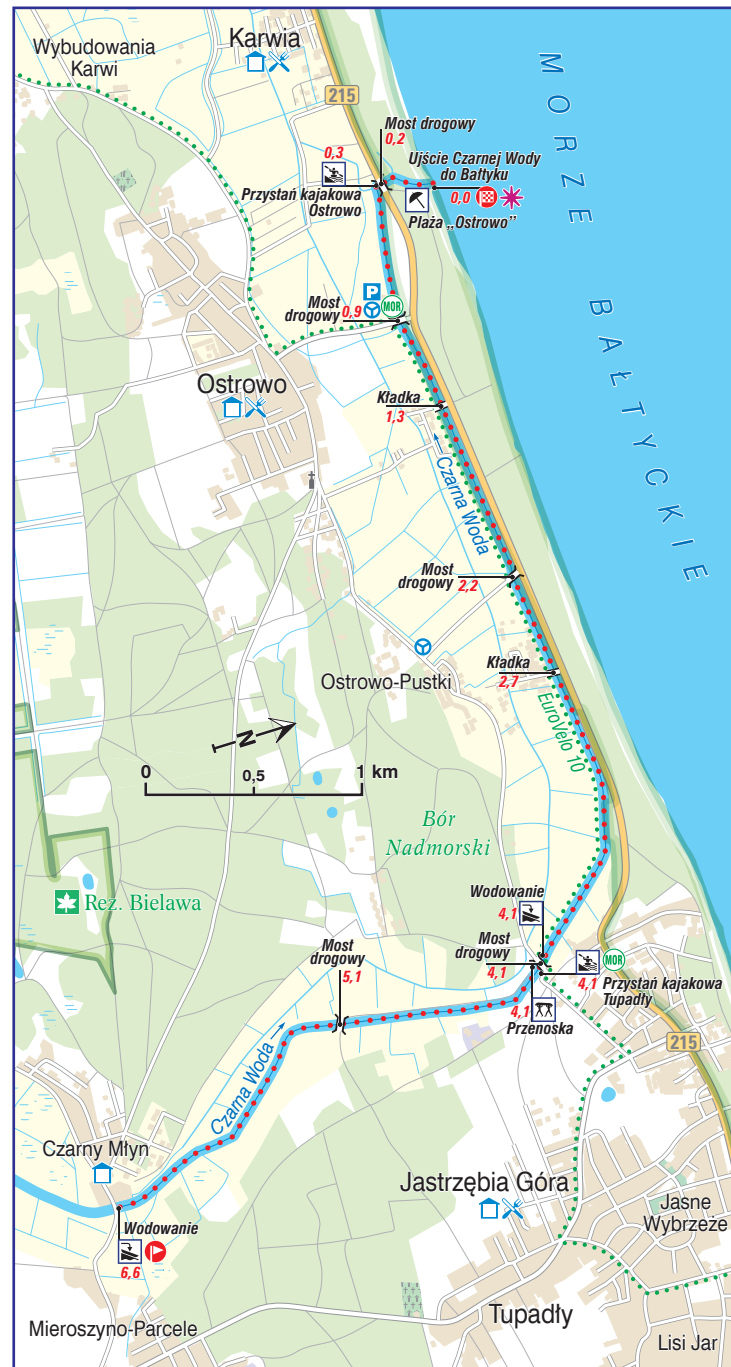 Wybudowania
Karwi
Karwia
215
Most drogowy
0,2
Ujście Czarnej Wody
do Bałtyku
0,0
0,3
Przystań kajakowa
Ostrowo
Plaża „Ostrowo”
MORZE BAŁTYCKIE
P
MOR
Most
drogowy
0,9
Ostrowo
Kładka
1,3
Czarna Woda
Most
drogowy
2,2
Kładka
2,7
Ostrowo-Pustki
EuroVelo 10
N
0
0,5
1 km
Bór
Nadmorski
Rez. Bielawa
Wodowanie
4,1
Most
drogowy
4,1
MOR
4,1
Przystań kajakowa
Tupadły
4,1
Przenoska
Most
drogowy
5,1
215
Czarna Woda
Czarny Młyn
Jastrzębia Góra
Jasne
Wybrzeże
Wodowanie
6,6
Mieroszyno-Parcele
Tupadły
Lisi Jar